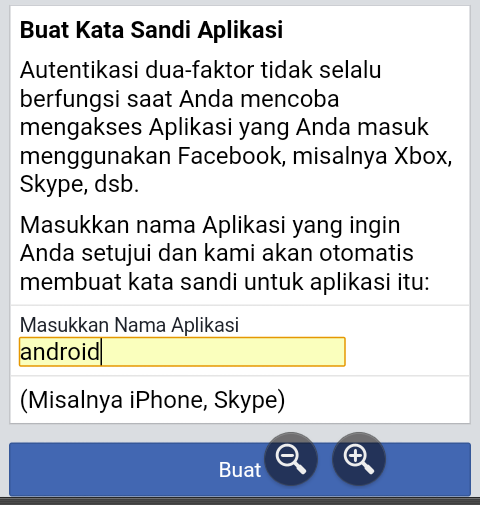 Buat Kata Sandi Aplikasi
Autentikasi dua-faktor tidak selalu
berfungsi saat Anda mencoba
mengakses Aplikasi yang Anda masuk
menggunakan Facebook, misalnya Xbox,
Skype, dsb.
Masukkan nama Aplikasi yang ingin
Anda setujui dan kami akan otomatis
membuat kata sandi untuk aplikasi itu:
Masukkan Nama Aplikasi
android
(Misalnya iPhone, Skype)
Buat